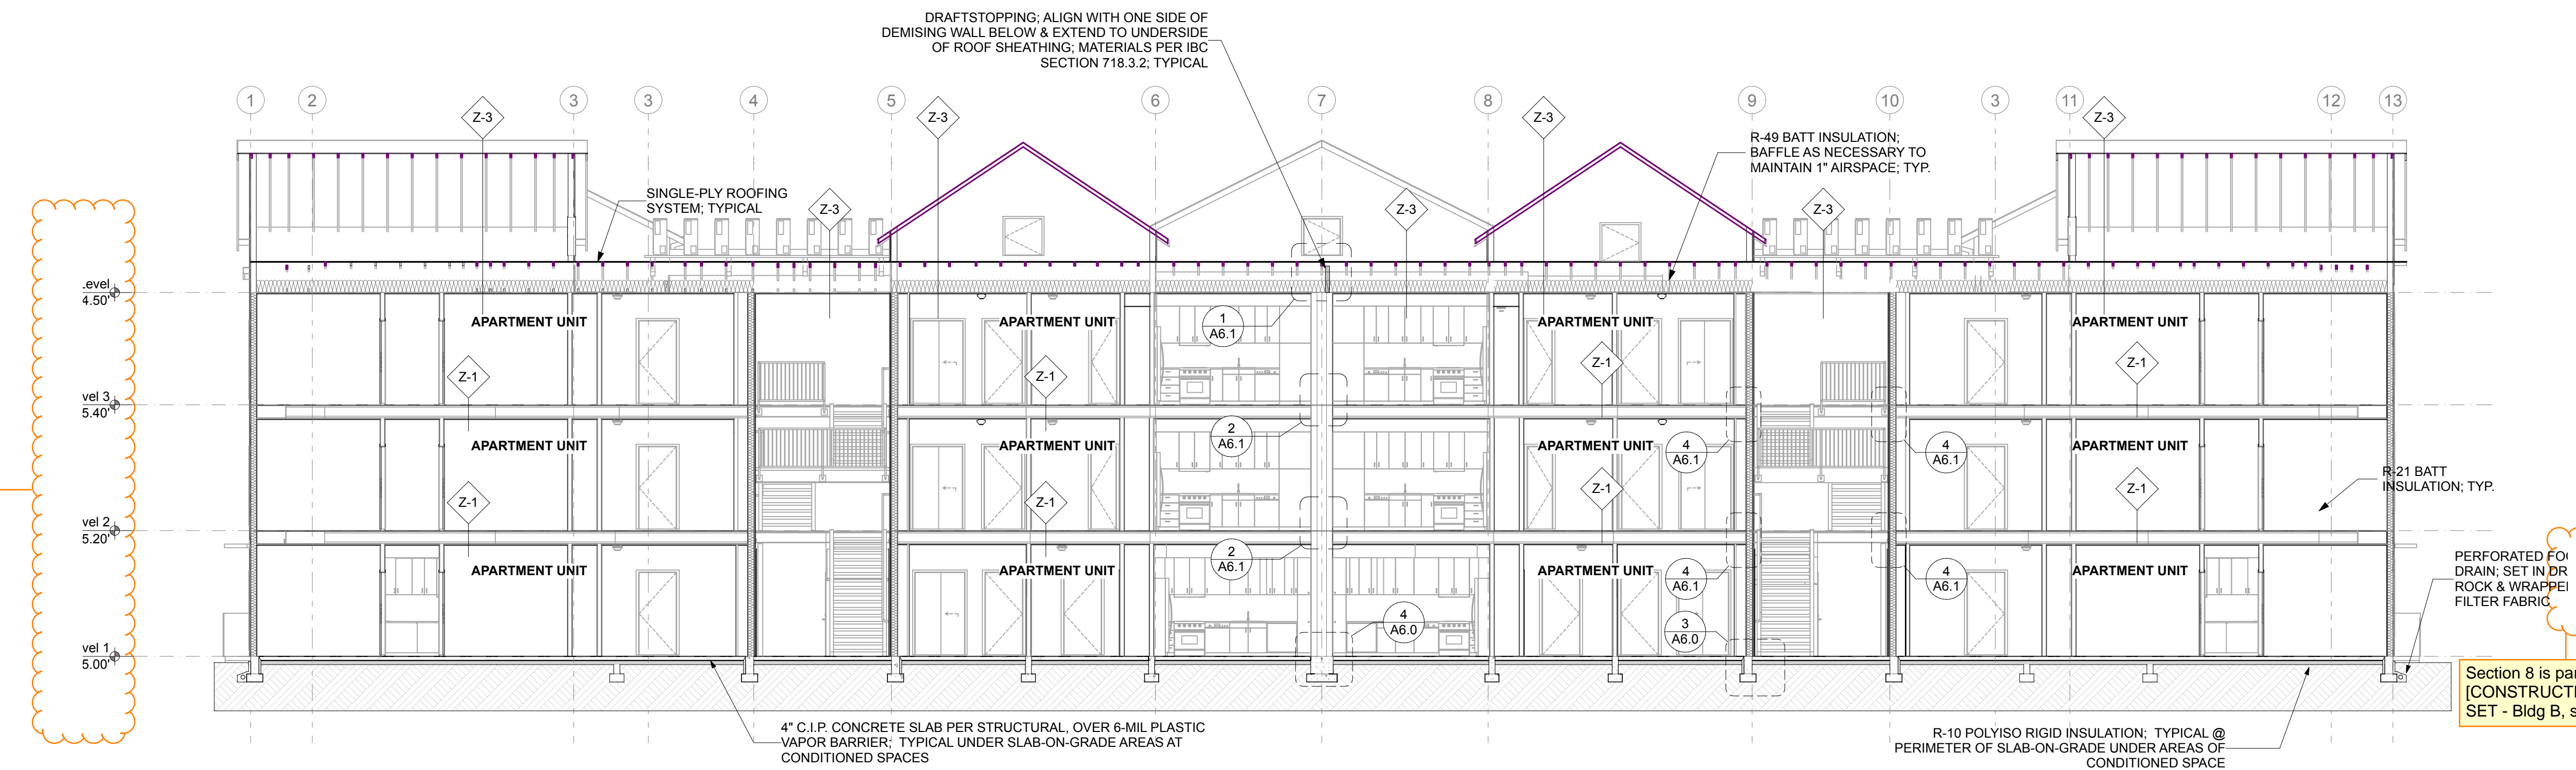 DRAFTSTOPPING; ALIGN WITH ONE SIDE OF
DEMISING WALL BELOW & EXTEND TO UNDERSIDE
OF ROOF SHEATHING; MATERIALS PER IBC
SECTION 718.3.2; TYPICAL
1 2 3 3 4 5 6 7 8 9 10 3 11 12 13
Z-3 Z-3 Z-3 Z-3
R-49 BATT INSULATION;
BAFFLE AS NECESSARY TO
MAINTAIN 1" AIRSPACE; TYP.
SINGLE-PLY ROOFING
SYSTEM; TYPICAL
Z-3 Z-3 Z-3
.evel
4.50'
APARTMENT UNIT APARTMENT UNIT APARTMENT UNIT APARTMENT UNIT
1
A6.1
Z-1 Z-1 Z-1 Z-1
vel 3
5.40'
2
A6.1
APARTMENT UNIT APARTMENT UNIT APARTMENT UNIT APARTMENT UNIT
4
A6.1
4
A6.1
R-21 BATT
INSULATION; TYP.
Z-1 Z-1 Z-1 Z-1
vel 2
5.20'
2
A6.1
APARTMENT UNIT APARTMENT UNIT APARTMENT UNIT APARTMENT UNIT
4
A6.1
4
A6.1
PERFORATED FO
DRAIN; SET IN DR
ROCK & WRAPPE
FILTER FABRIC
4
A6.0
3
A6.0
vel 1
5.00'
Section 8 is par
[CONSTRUCTI
SET - Bldg B, s
4" C.I.P. CONCRETE SLAB PER STRUCTURAL, OVER 6-MIL PLASTIC
VAPOR BARRIER; TYPICAL UNDER SLAB-ON-GRADE AREAS AT
CONDITIONED SPACES
R-10 POLYISO RIGID INSULATION; TYPICAL @
PERIMETER OF SLAB-ON-GRADE UNDER AREAS OF
CONDITIONED SPACE